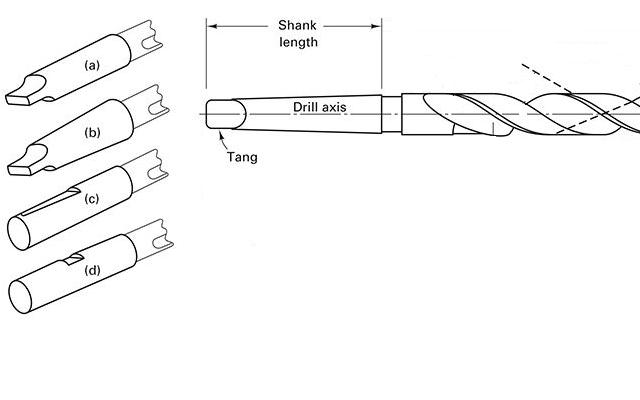 (a)
(b)
(c)
(d)
Shank
length
Drill axis
Tang